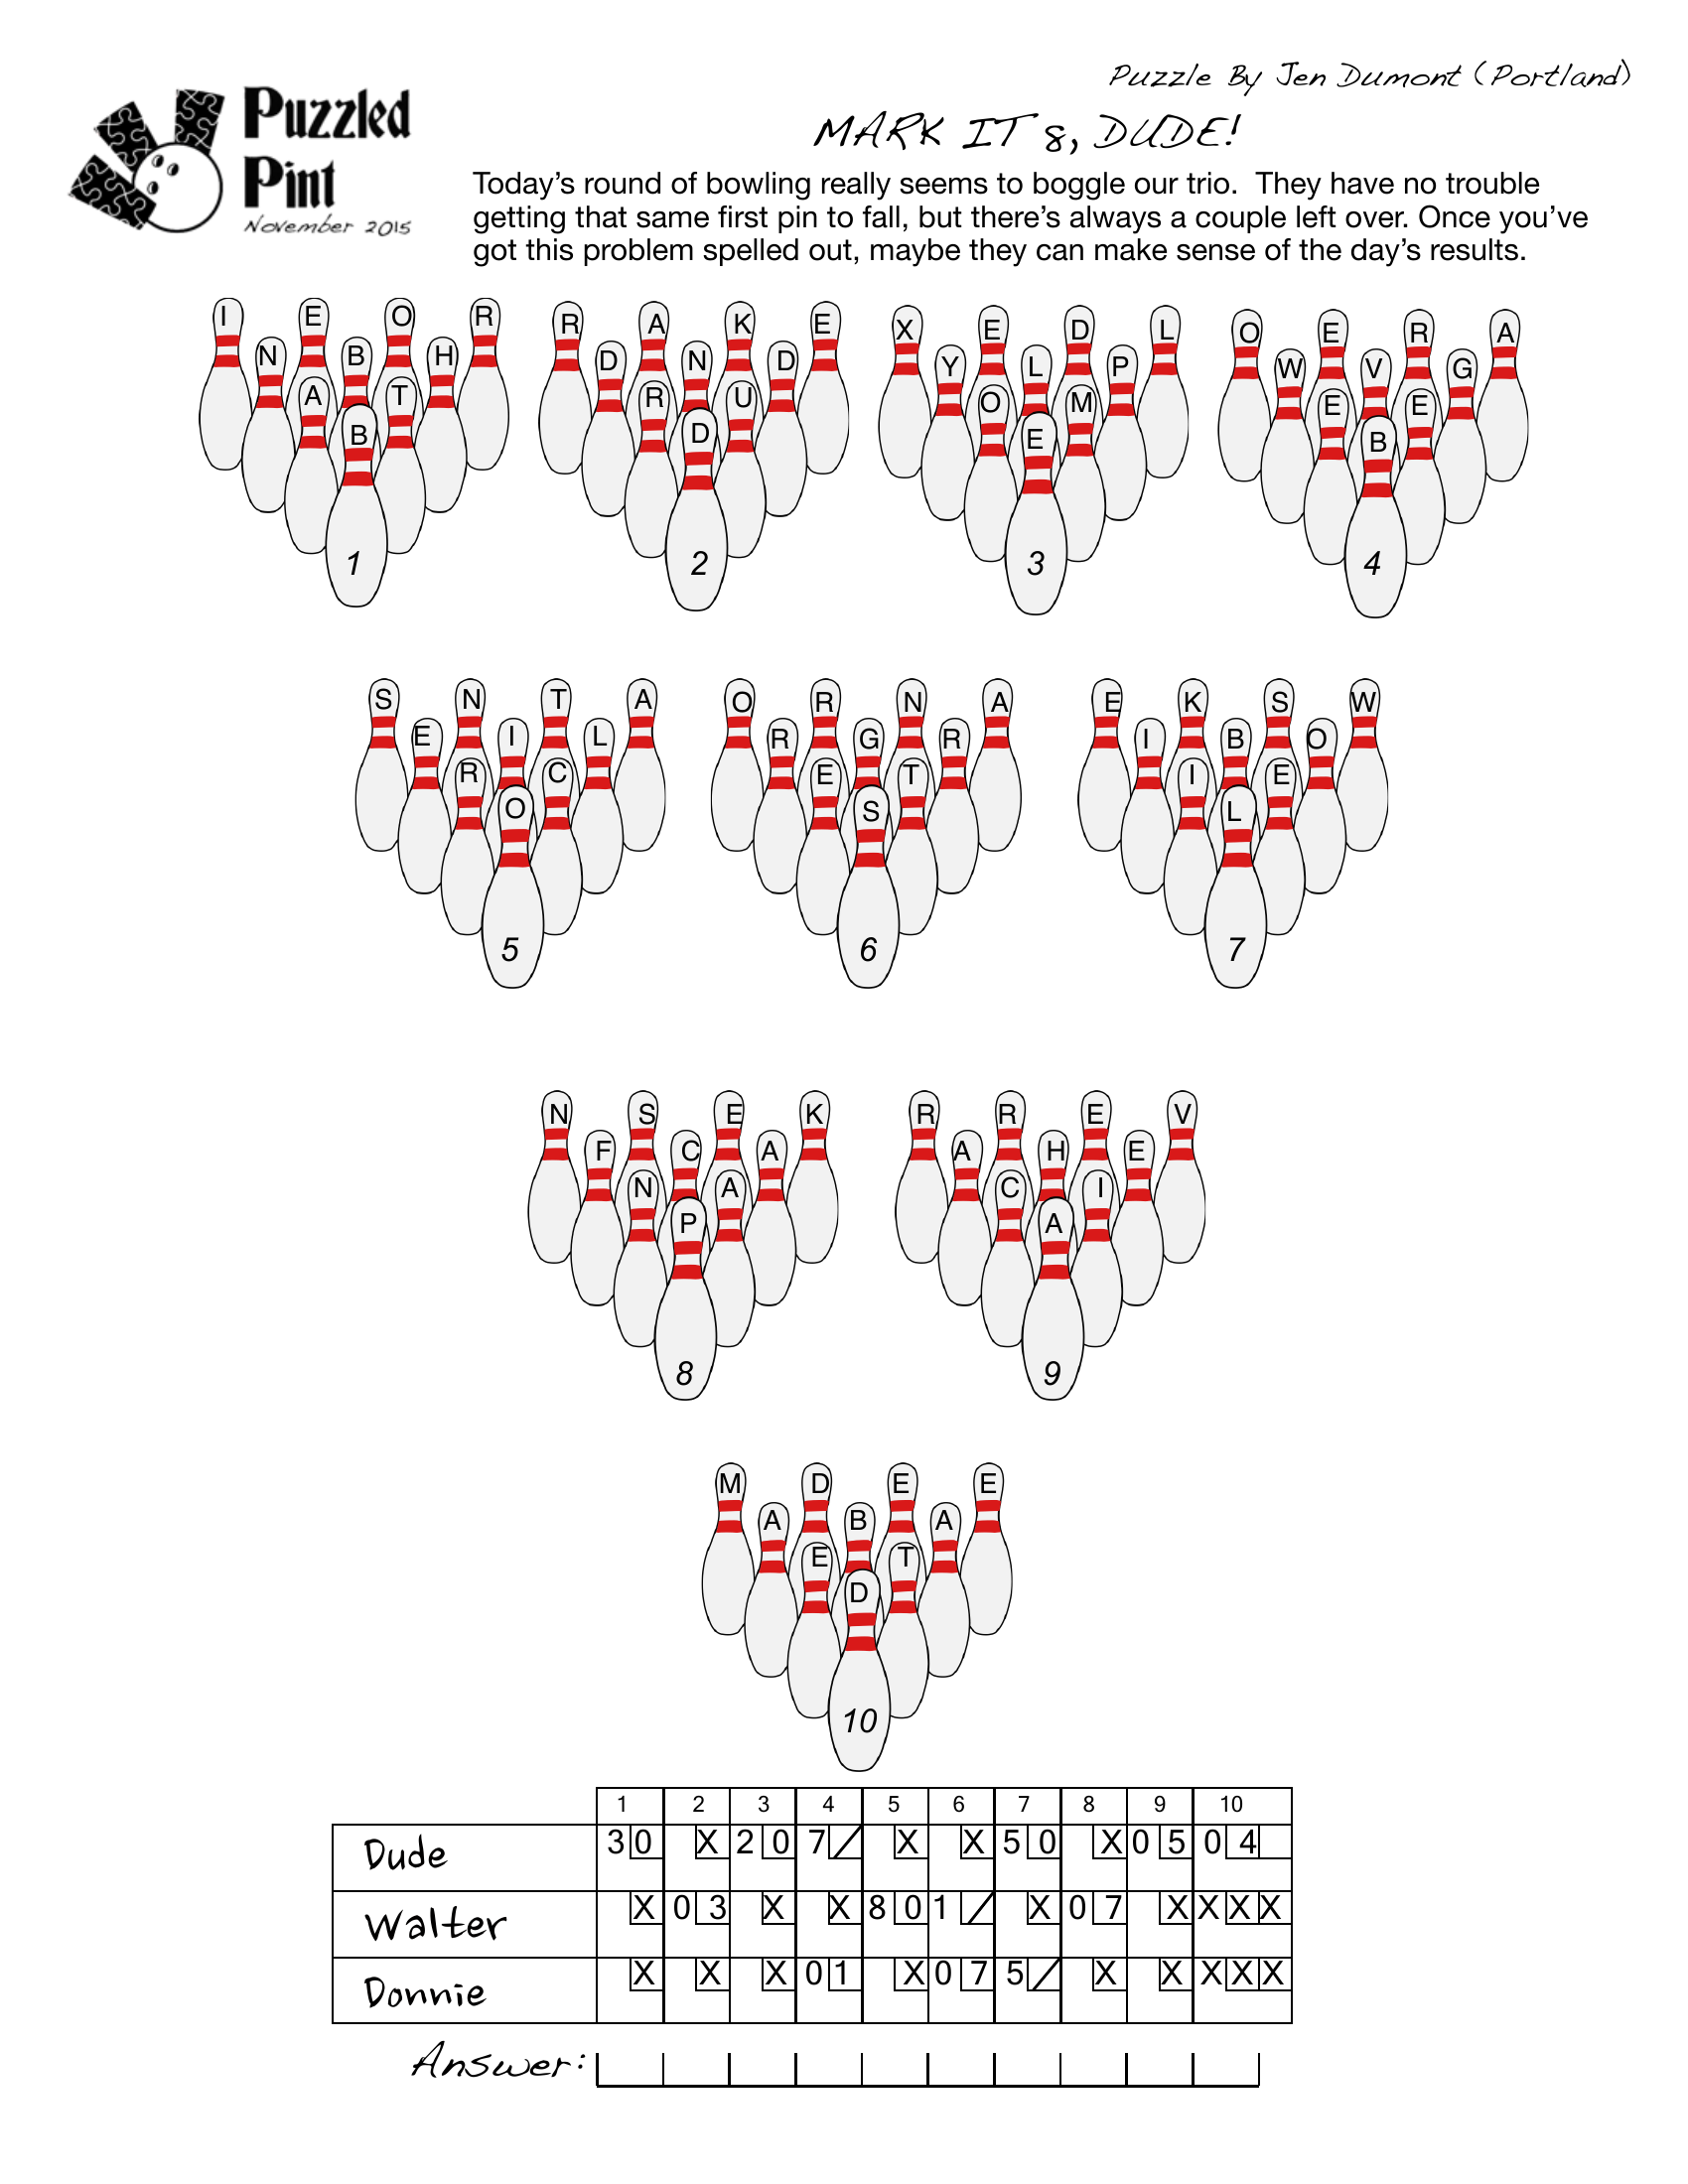 Puzzle By Jen Dumont (Portland)
Puzzled
Pint
November 2015
MARK IT 8, DUDE!
Today's round of bowling really seems to boggle our trio.  They have no trouble
getting that same first pin to fall, but there's always a couple left over. Once you've
got this problem spelled out, maybe they can make sense of the day's results.
I E O R R A K E X E D L O E R A
N B H D N D Y L P W V G
A T R U O M E E
B D E B
1 2 3 4
S N T A O R N A E K S W
E I L R G R I B O
R C E T I E
O S L
5 6 7
N S E K R R E V
F C A A H E
N A C I
P A
8 9
M D E E
A B A
E T
D
10
1 2 3 4 5 6 7 8 9 10
Dude 3 0 X 2 0 7 / X X 5 0 X 0 5 0 4
Walter X 0 3 X X 8 0 1 / X 0 7 X X X X
Donnie X X X 0 1 X 0 7 5 / X X X X X
Answer: